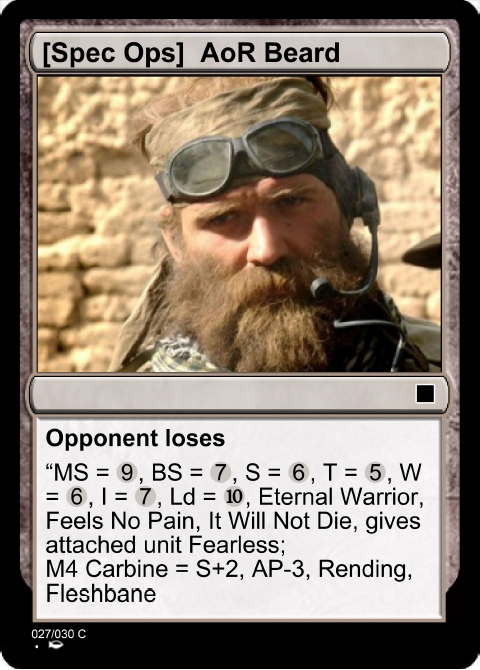 [Spec Ops] AoR Beard
Opponent loses
“MS = 9, BS = 7, S = 6, T = 5, W
= 6, I = 7, Ld = 10, Eternal Warrior,
Feels No Pain, It Will Not Die, gives
attached unit Fearless;
M4 Carbine = S+2, AP-3, Rending,
Fleshbane
027/030 C